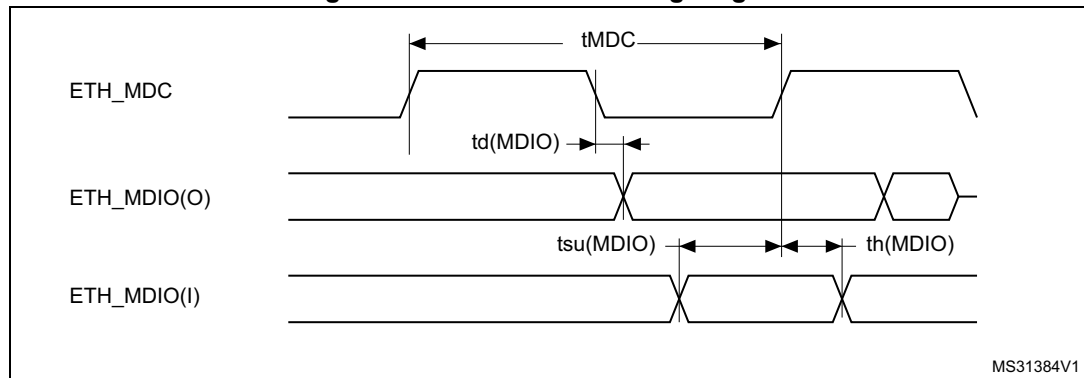 tMDC
ETH_MDC
td(MDIO)
ETH_MDIO(O)
tsu(MDIO) th(MDIO)
ETH_MDIO(I)
MS31384V1